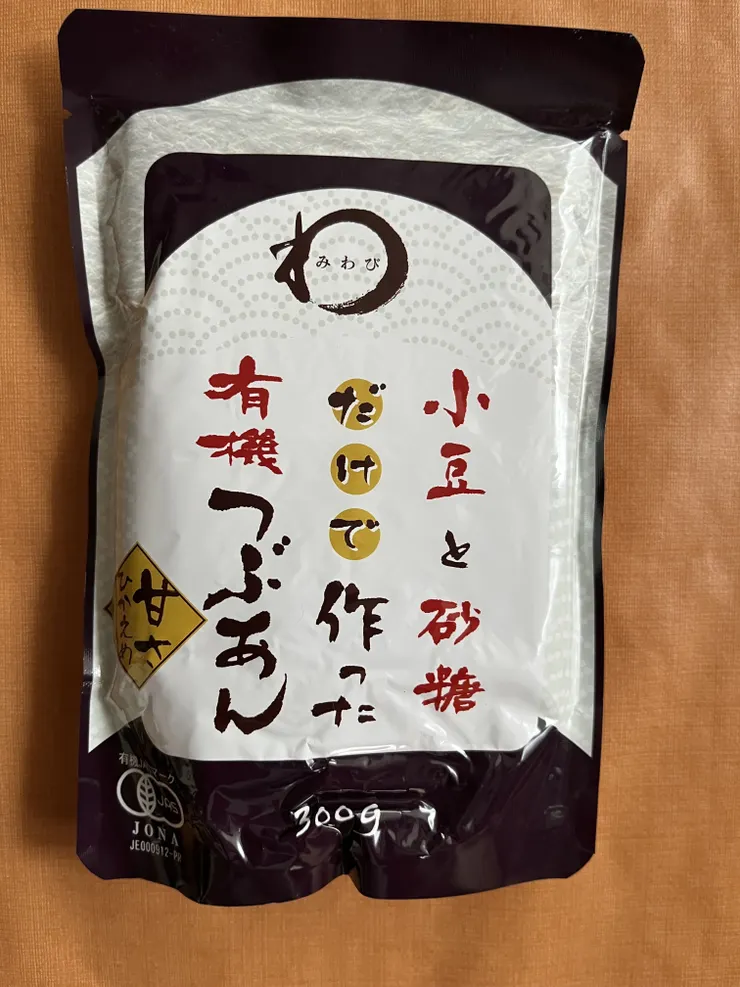 わ
みわび
小豆と砂糖
だけで作った
有機つぶあん
甘さ
ひかえめ
有機JASマーク
JAS
JONA
JE000912-PR
300g